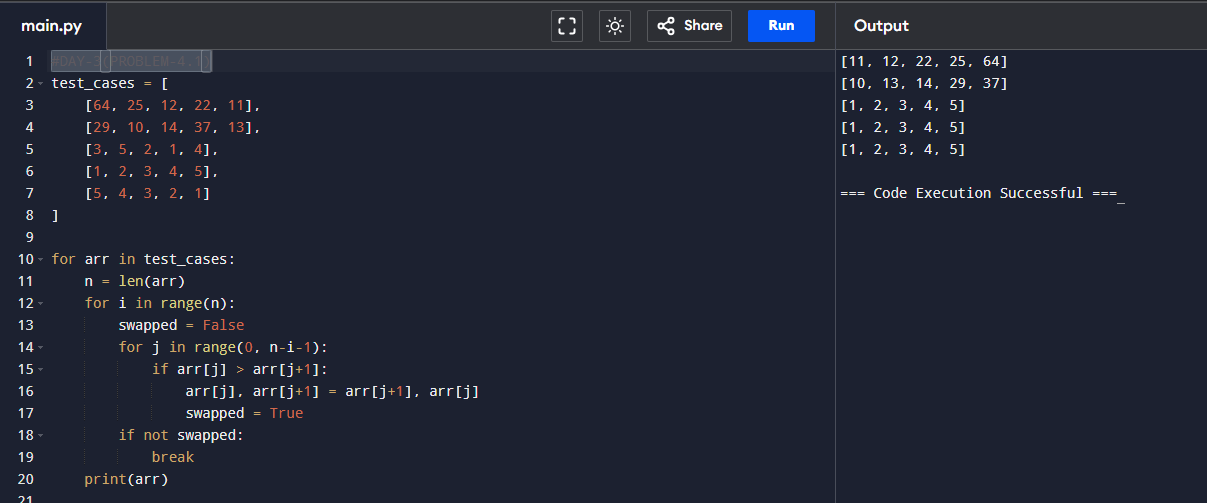 main.py
Share
Run
Output
1 #DAY-3(PROBLEM-4.1)
2 test_cases = [
3     [64, 25, 12, 22, 11],
4     [29, 10, 14, 37, 13],
5     [3, 5, 2, 1, 4],
6     [1, 2, 3, 4, 5],
7     [5, 4, 3, 2, 1]
8 ]
9
10 for arr in test_cases:
11     n = len(arr)
12     for i in range(n):
13         swapped = False
14         for j in range(0, n-i-1):
15             if arr[j] > arr[j+1]:
16                 arr[j], arr[j+1] = arr[j+1], arr[j]
17                 swapped = True
18         if not swapped:
19             break
20     print(arr)
21
[11, 12, 22, 25, 64]
[10, 13, 14, 29, 37]
[1, 2, 3, 4, 5]
[1, 2, 3, 4, 5]
[1, 2, 3, 4, 5]
=== Code Execution Successful ===